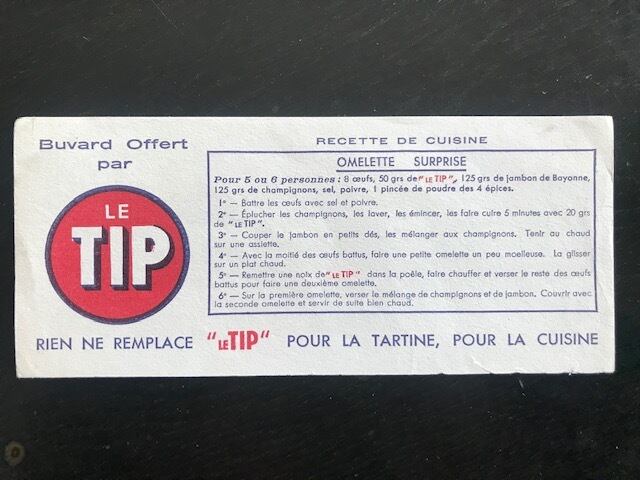 Buvard Offert
par
LE
TIP
RECETTE DE CUISINE
OMELETTE SURPRISE
Pour 5 ou 6 personnes : 8 œufs, 50 grs de "LE TIP", 125 grs de jambon de Bayonne,
125 grs de champignons, sel, poivre, 1 pincée de poudre des 4 épices.
1° — Battre les œufs avec sel et poivre.
2° — Éplucher les champignons, les laver, les émincer, les faire cuire 5 minutes avec 20 grs
de "LE TIP".
3° — Couper le jambon en petits dés, les mélanger aux champignons. Tenir au chaud
sur une assiette.
4° — Avec la moitié des œufs battus, faire une petite omelette un peu moelleuse. La glisser
sur un plat chaud.
5° — Remettre une noix de "LE TIP" dans la poêle, faire chauffer et verser le reste des œufs
battus pour faire une deuxième omelette.
6° — Sur la première omelette, verser le mélange de champignons et de jambon. Couvrir avec
la seconde omelette et servir de suite bien chaud.
RIEN NE REMPLACE "LE TIP" POUR LA TARTINE, POUR LA CUISINE